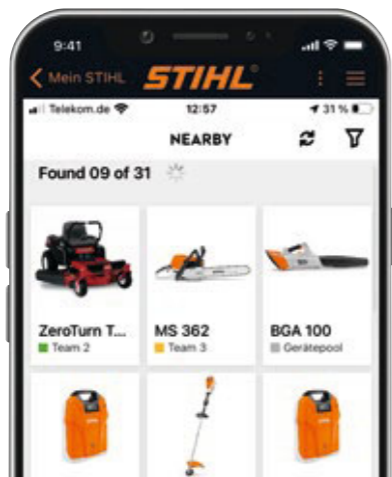 9:41
Mein STIHL STIHL®
Telekom.de 12:57 31 %
NEARBY
Found 09 of 31
ZeroTurn T... MS 362 BGA 100
Team 2 Team 3 Gerätepool